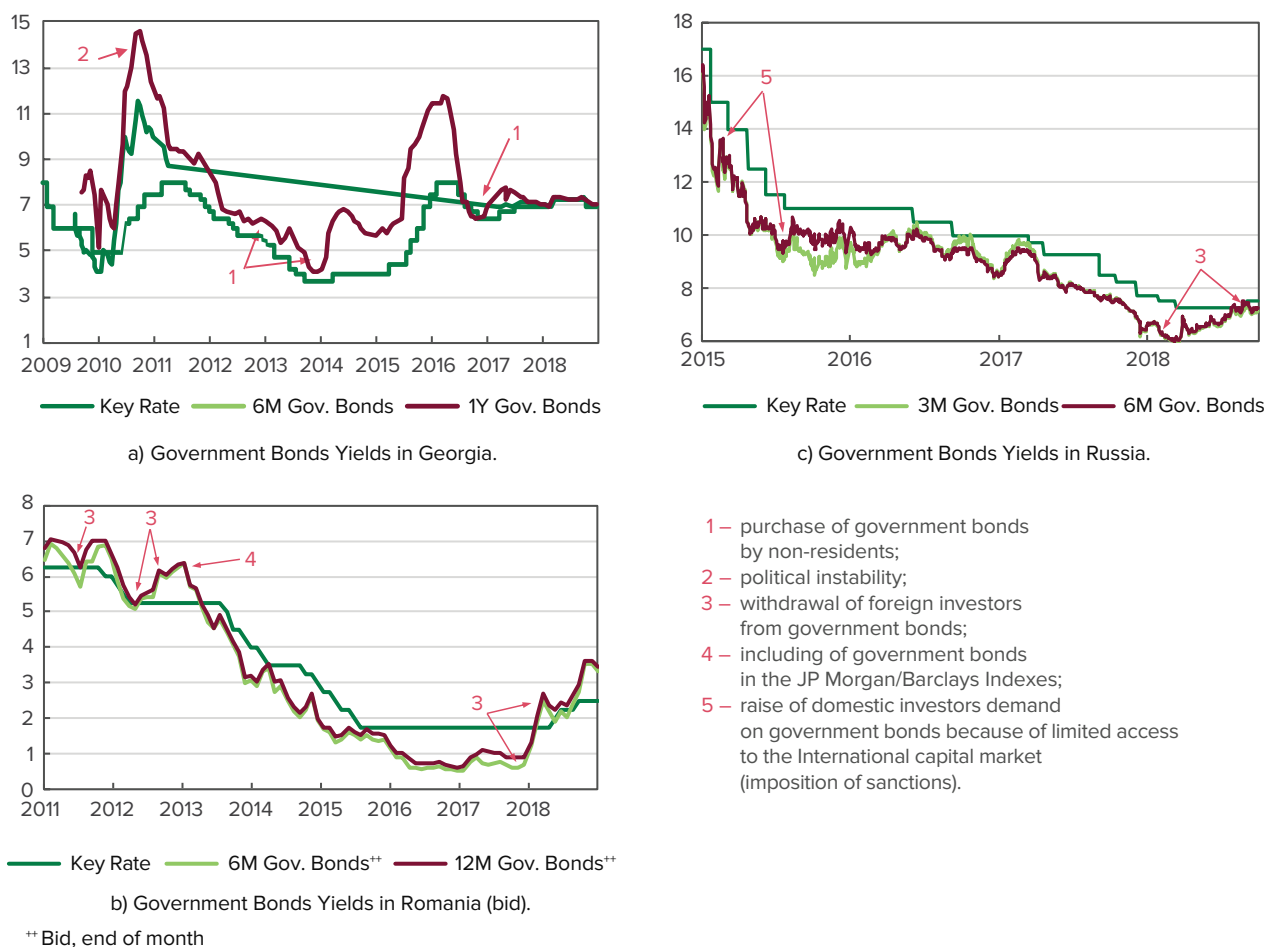 15
13
11
9
7
5
3
1
2009 2010 2011 2012 2013 2014 2015 2016 2017 2018
2
1
1
Key Rate 6M Gov. Bonds 1Y Gov. Bonds
a) Government Bonds Yields in Georgia.
18
16
14
12
10
8
6
2015 2016 2017 2018
5
3
Key Rate 3M Gov. Bonds 6M Gov. Bonds
c) Government Bonds Yields in Russia.
8
7
6
5
4
3
2
1
0
2011 2012 2013 2014 2015 2016 2017 2018
3
3
4
3
Key Rate 6M Gov. Bonds++ 12M Gov. Bonds++
b) Government Bonds Yields in Romania (bid).
++ Bid, end of month
1 – purchase of government bonds
by non-residents;
2 – political instability;
3 – withdrawal of foreign investors
from government bonds;
4 – including of government bonds
in the JP Morgan/Barclays Indexes;
5 – raise of domestic investors demand
on government bonds because of limited access
to the International capital market
(imposition of sanctions).